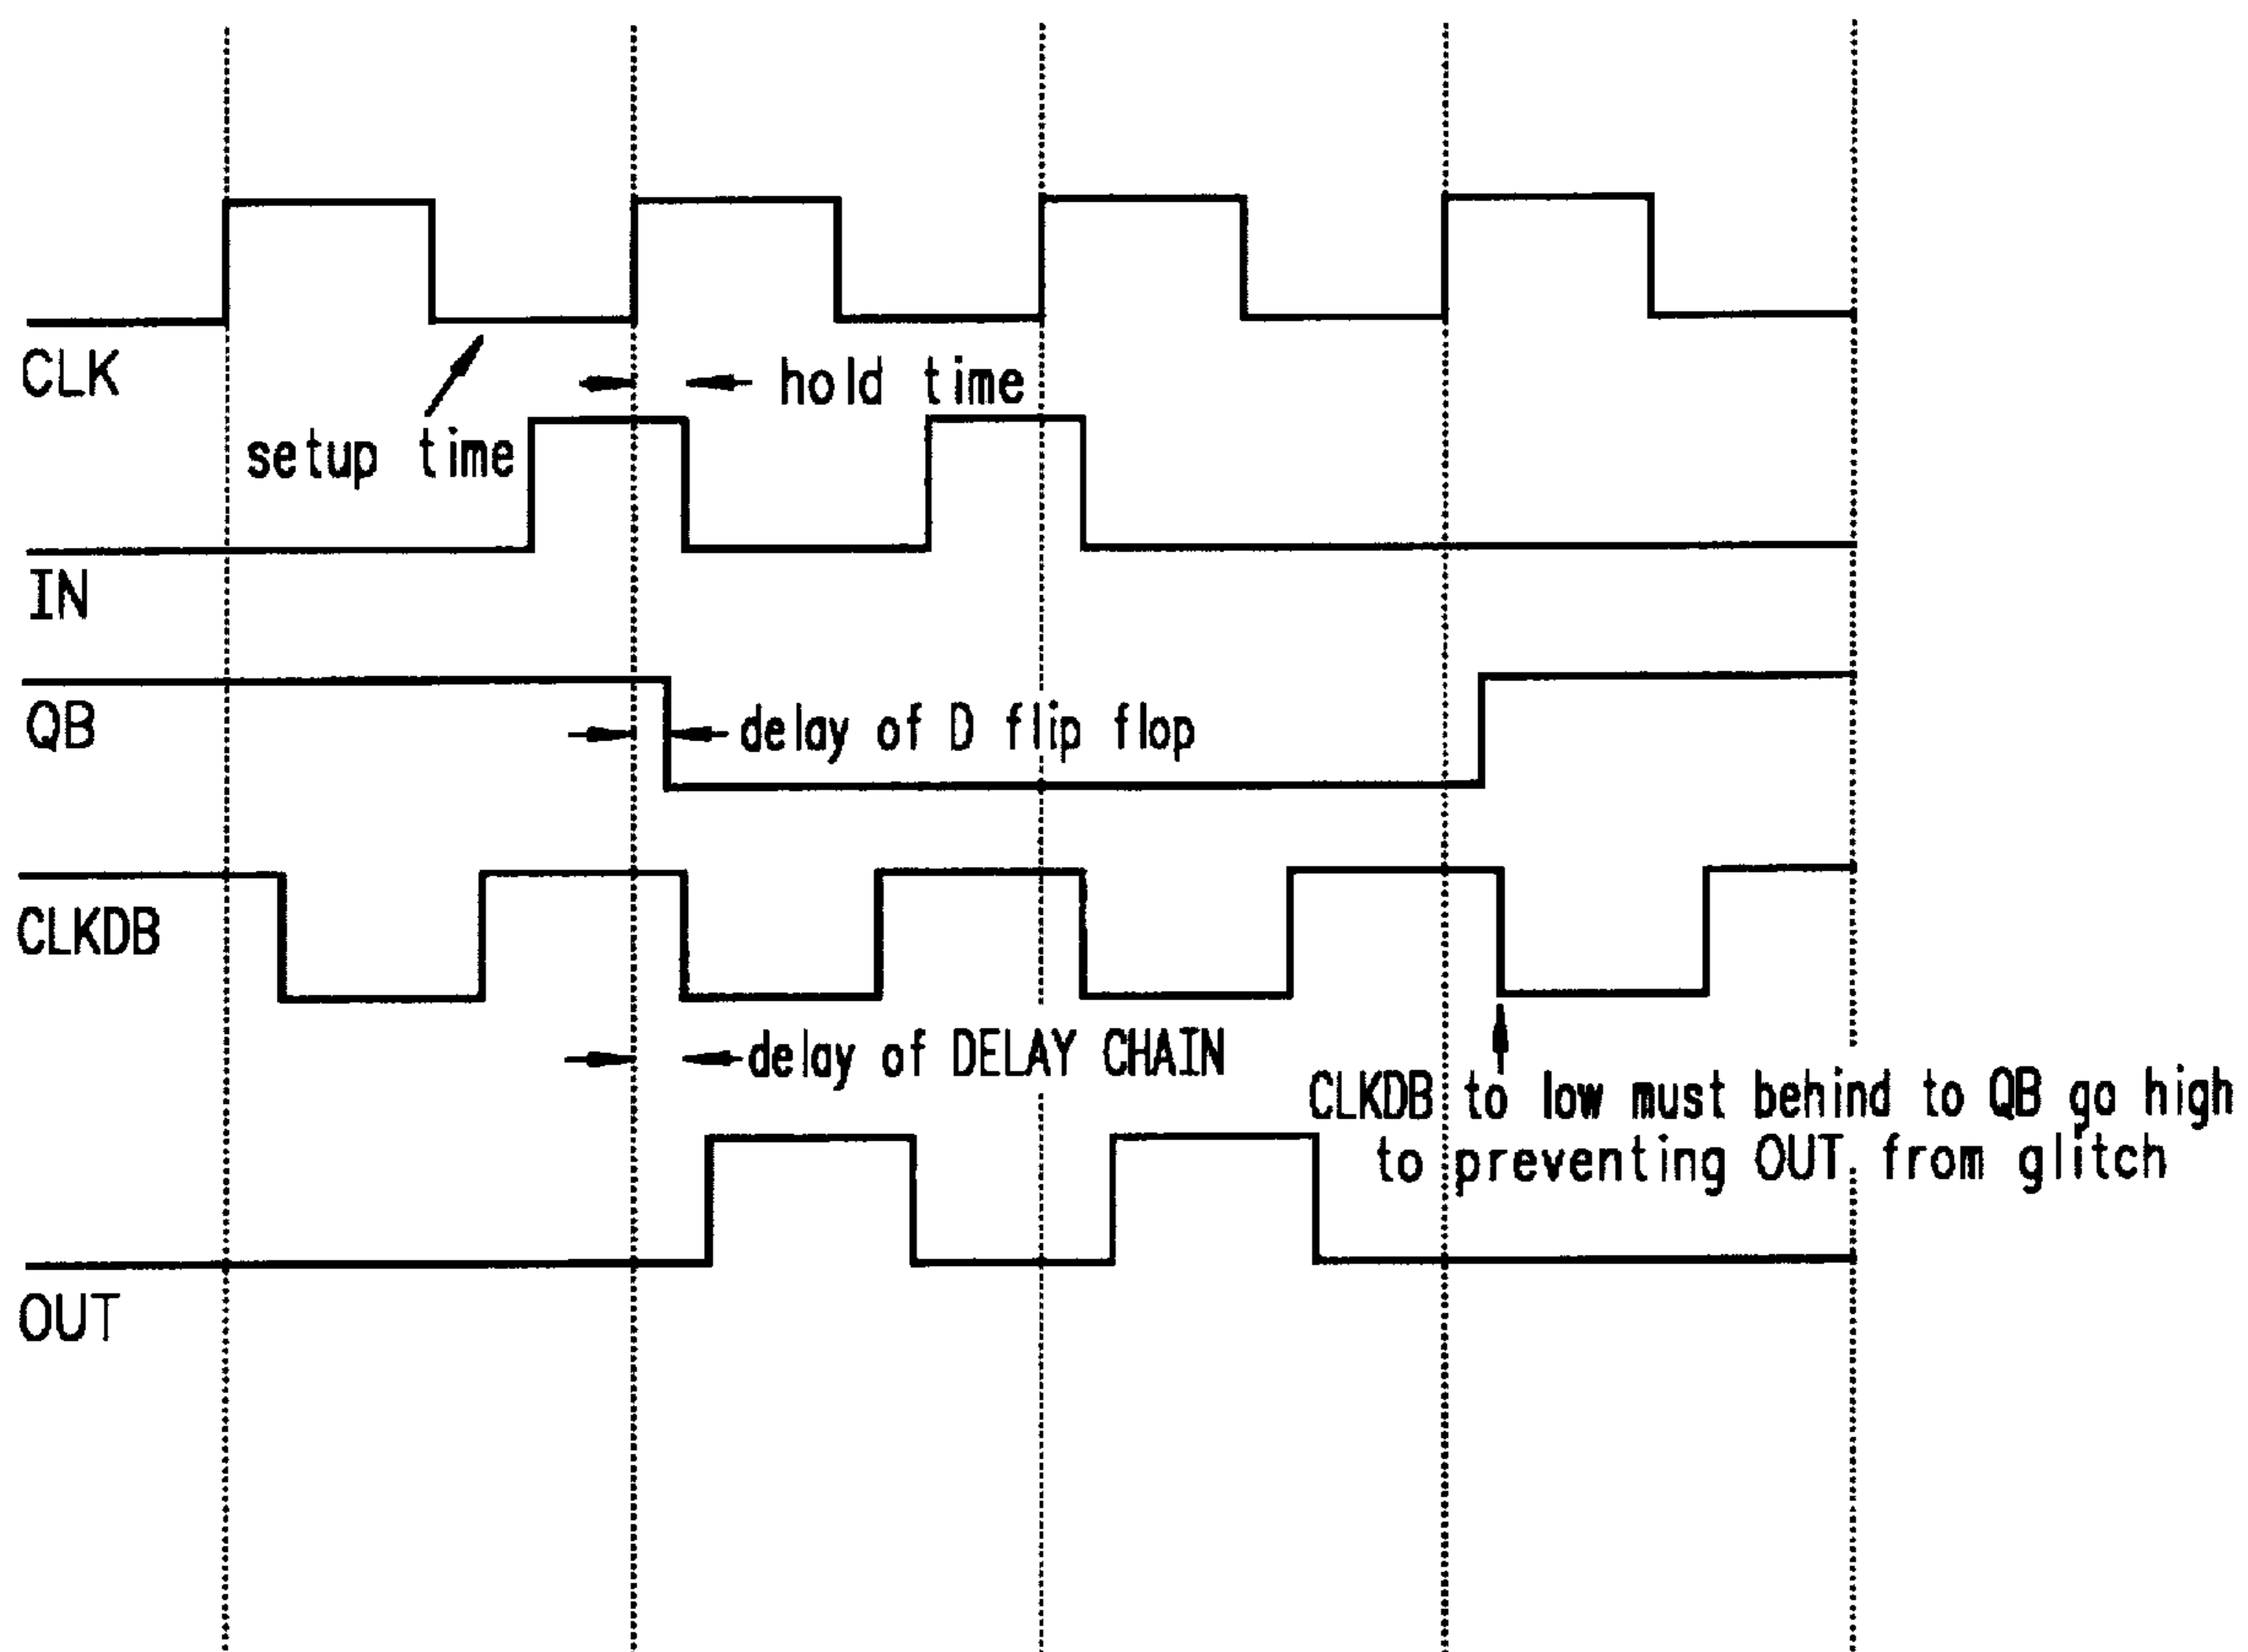 CLK
hold time
setup time
IN
QB
delay of D flip flop
CLKDB
delay of DELAY CHAIN
CLKDB to low must behind to QB go high
to preventing OUT from glitch
OUT